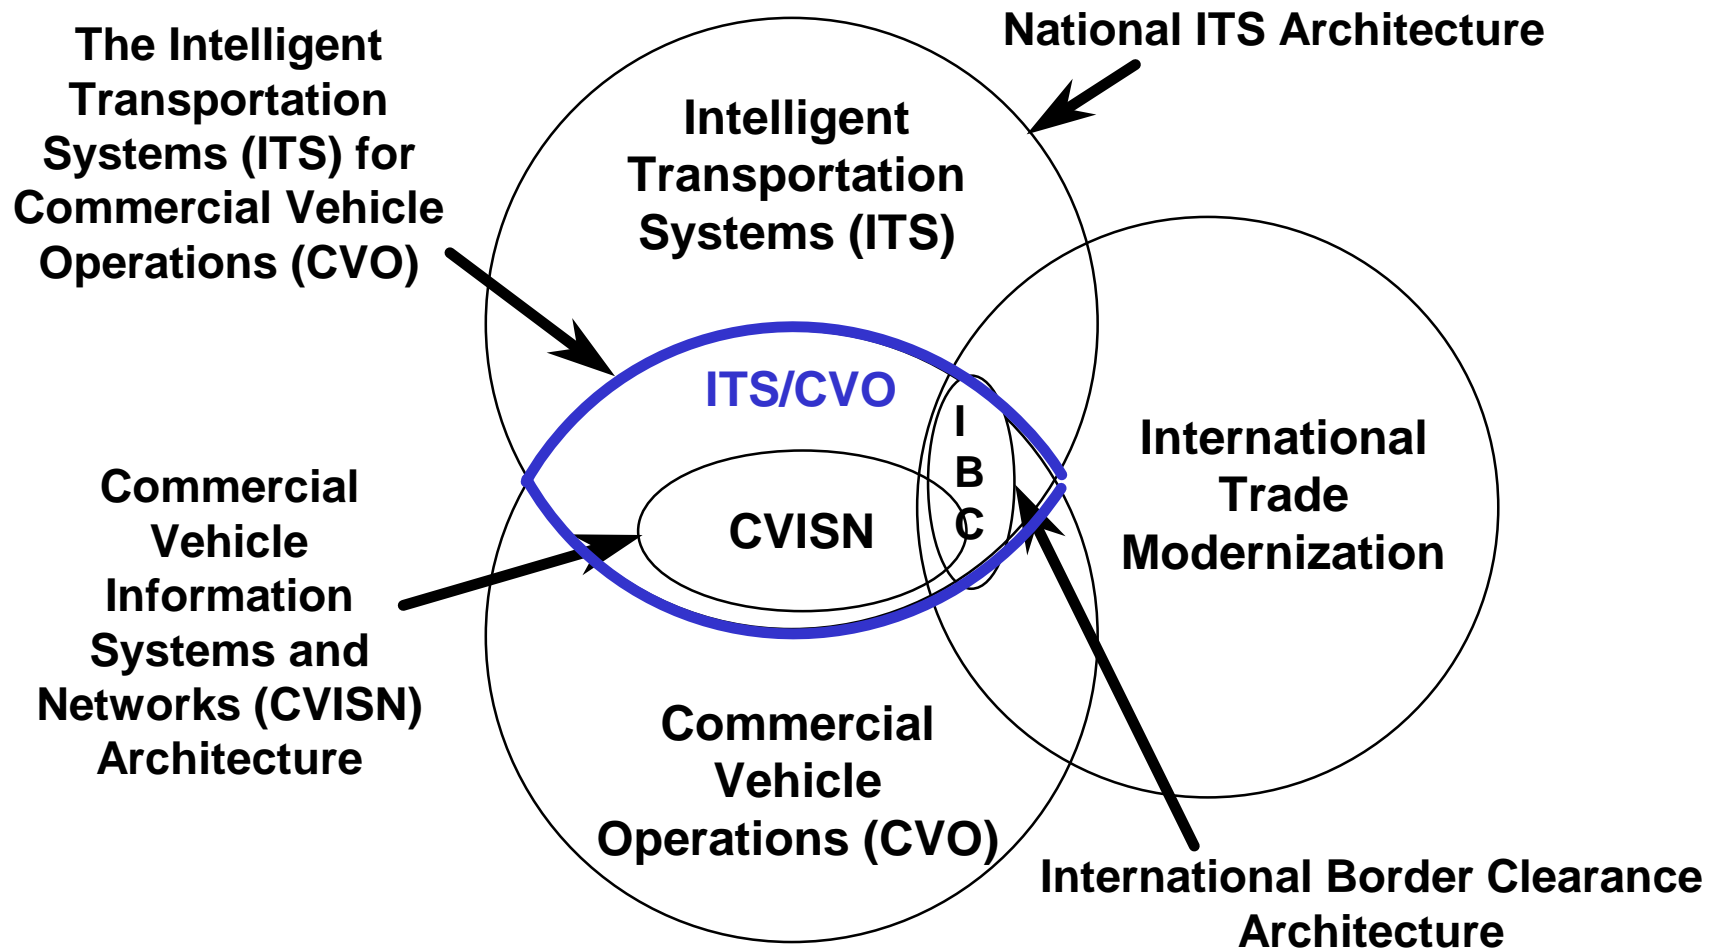 The Intelligent
Transportation
Systems (ITS) for
Commercial Vehicle
Operations (CVO)
National ITS Architecture
Intelligent
Transportation
Systems (ITS)
ITS/CVO
I
B
C
International
Trade
Modernization
Commercial
Vehicle
Information
Systems and
Networks (CVISN)
Architecture
CVISN
Commercial
Vehicle
Operations (CVO)
International Border Clearance
Architecture